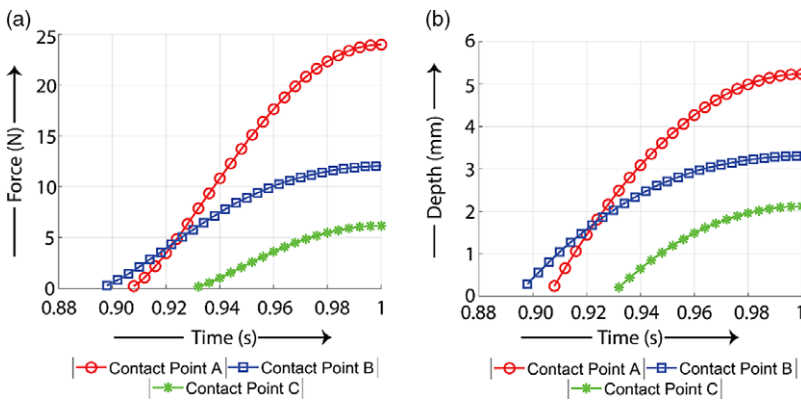 (a)
25
20
15
10
5
0
Force (N)
0.88 0.90 0.92 0.94 0.96 0.98 1
Time (s)
Contact Point A Contact Point B
Contact Point C
(b)
6
5
4
3
2
1
0
Depth (mm)
0.88 0.90 0.92 0.94 0.96 0.98 1
Time (s)
Contact Point A Contact Point B
Contact Point C